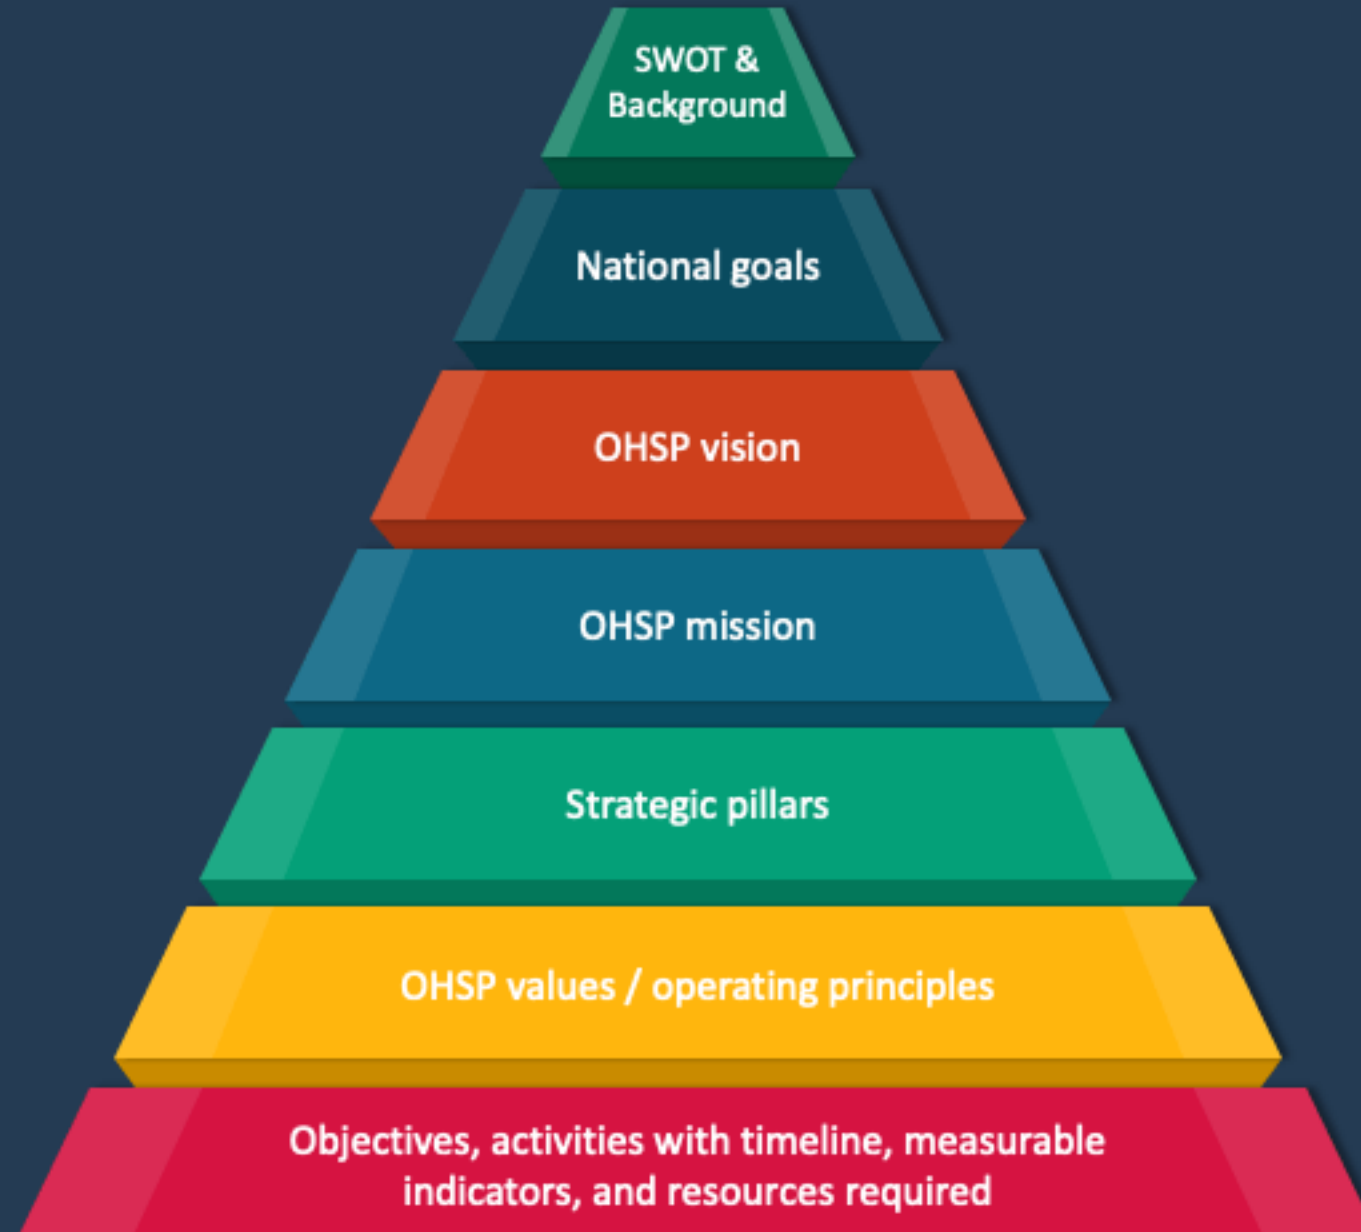 SWOT &
Background
National goals
OHSP vision
OHSP mission
Strategic pillars
OHSP values / operating principles
Objectives, activities with timeline, measurable
indicators, and resources required